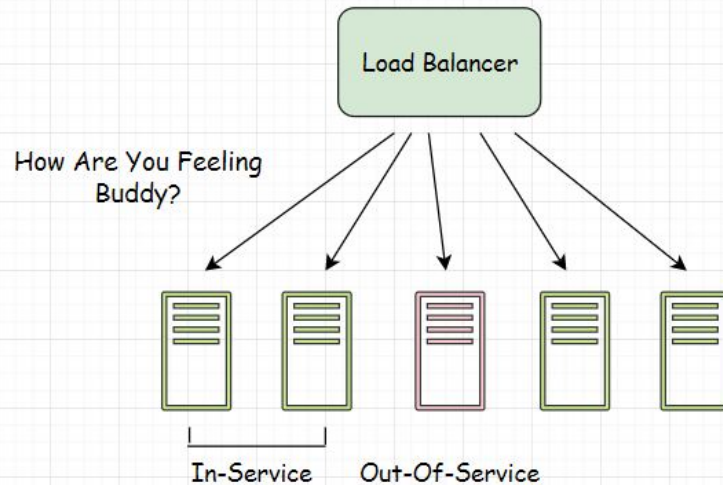 Load Balancer
How Are You Feeling
Buddy?
In-Service
Out-Of-Service